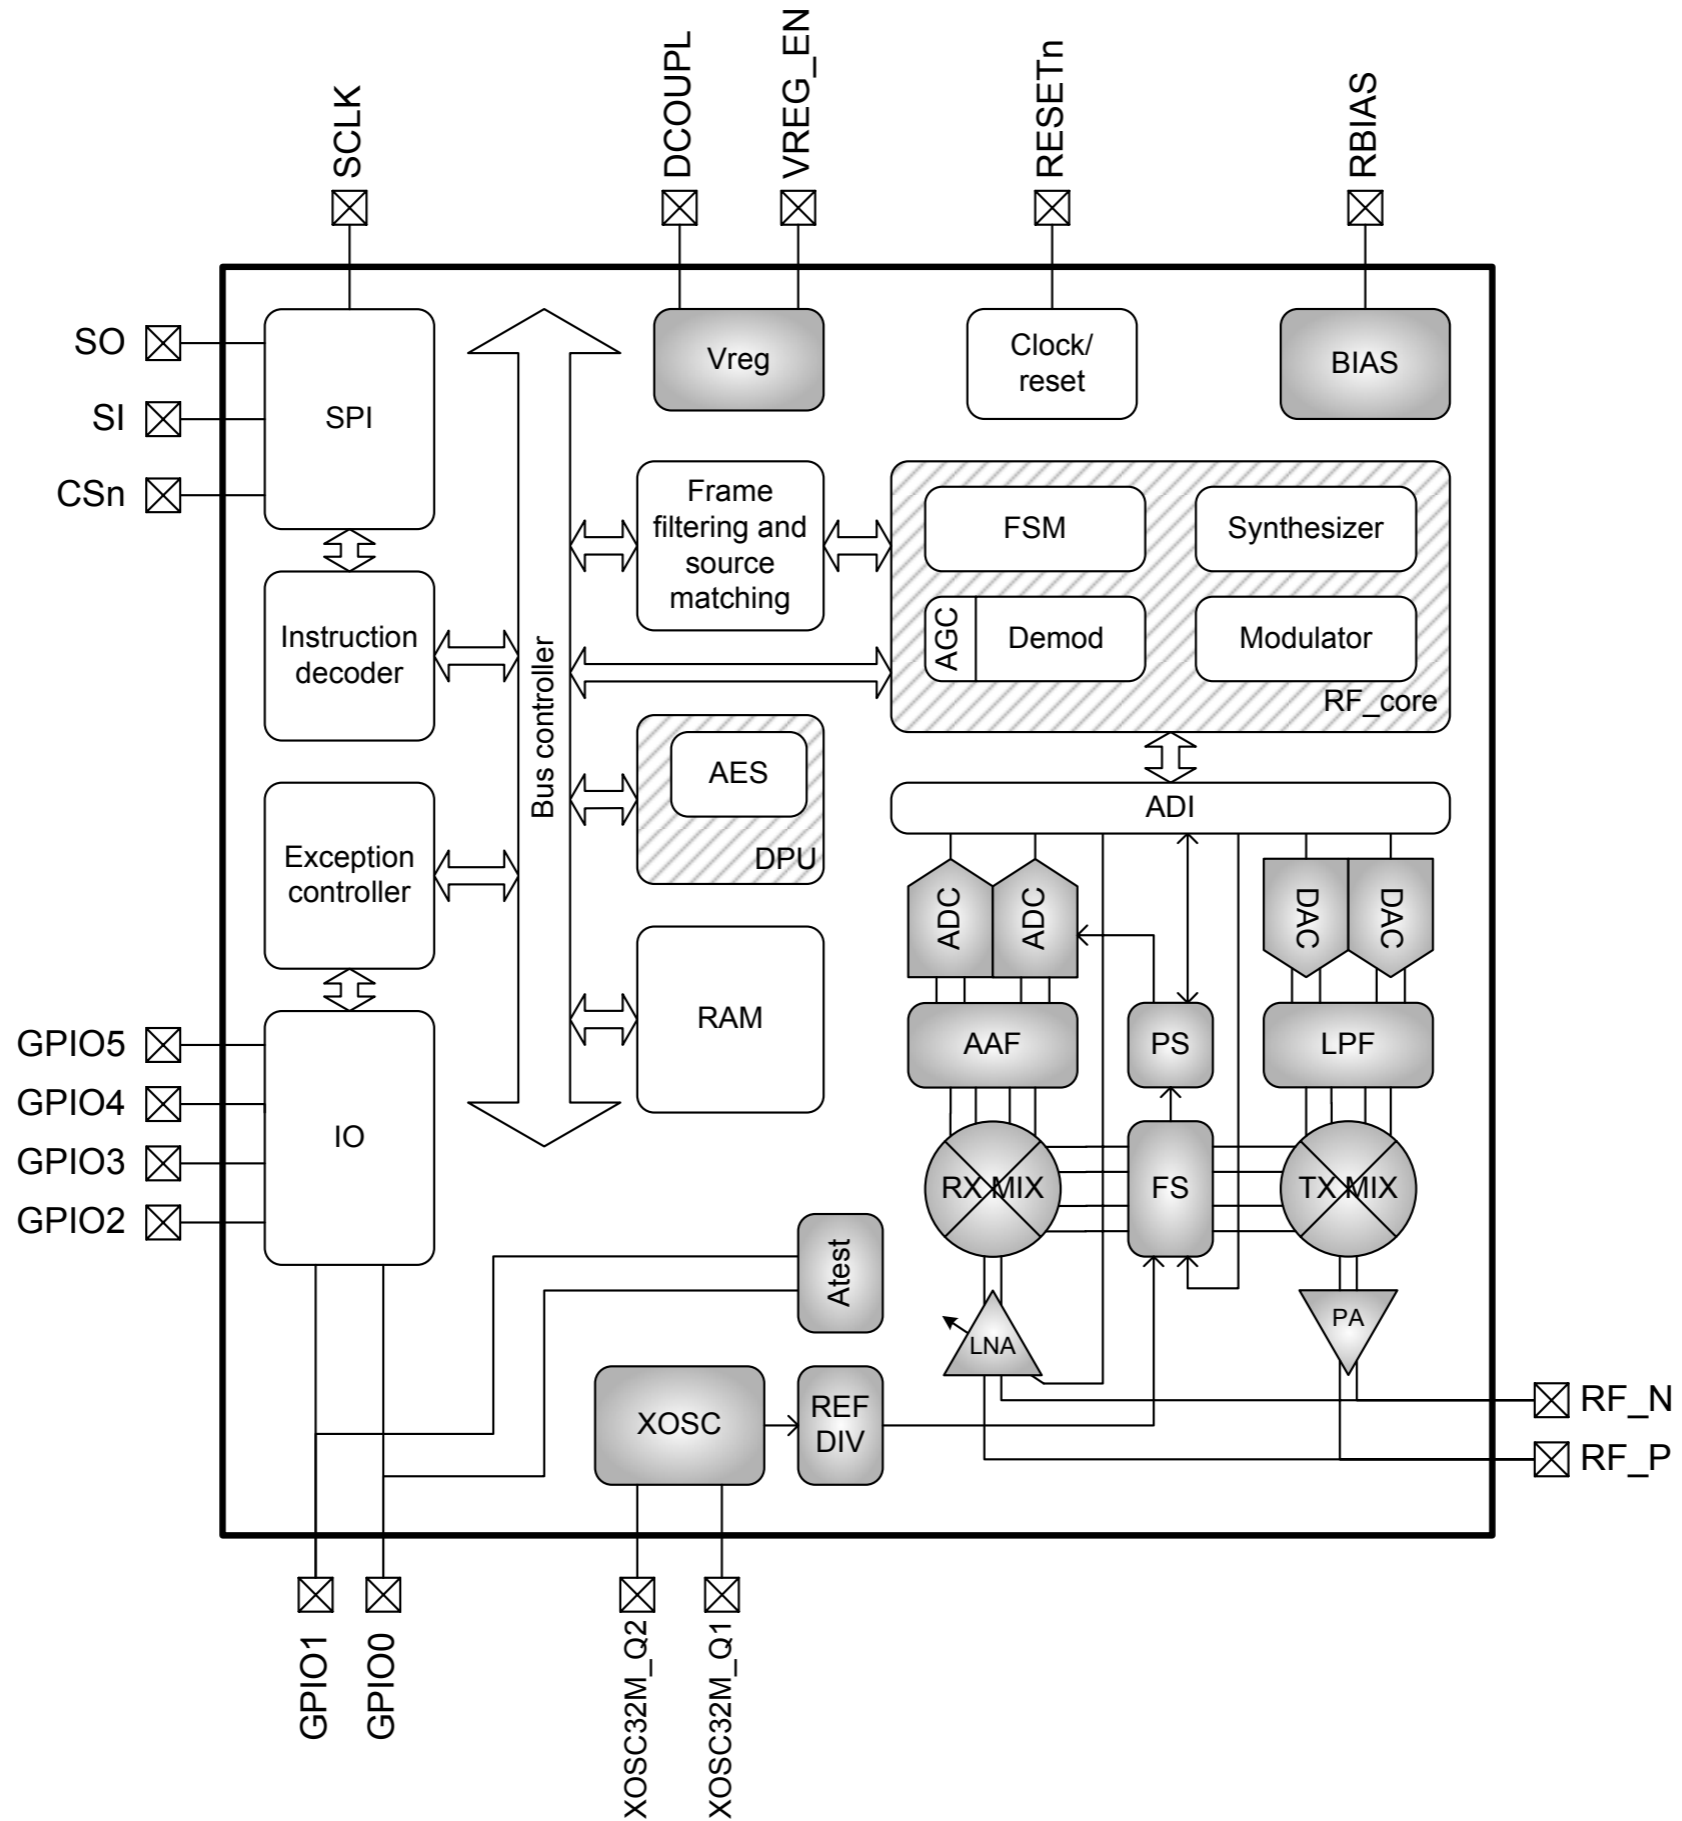 SCLK
DCOUPL
VREG_EN
RESETn
RBIAS
SO
SI
CSn
SPI
Vreg
Clock/
reset
BIAS
Frame
filtering and
source
matching
FSM
Synthesizer
AGC
Demod
Modulator
RF_core
Instruction
decoder
Bus controller
AES
DPU
ADI
Exception
controller
ADC
ADC
DAC
DAC
RAM
AAF
PS
LPF
GPIO5
GPIO4
GPIO3
GPIO2
IO
RX MIX
FS
TX MIX
Atest
LNA
PA
XOSC
REF
DIV
RF_N
RF_P
GPIO1
GPIO0
XOSC32M_Q2
XOSC32M_Q1